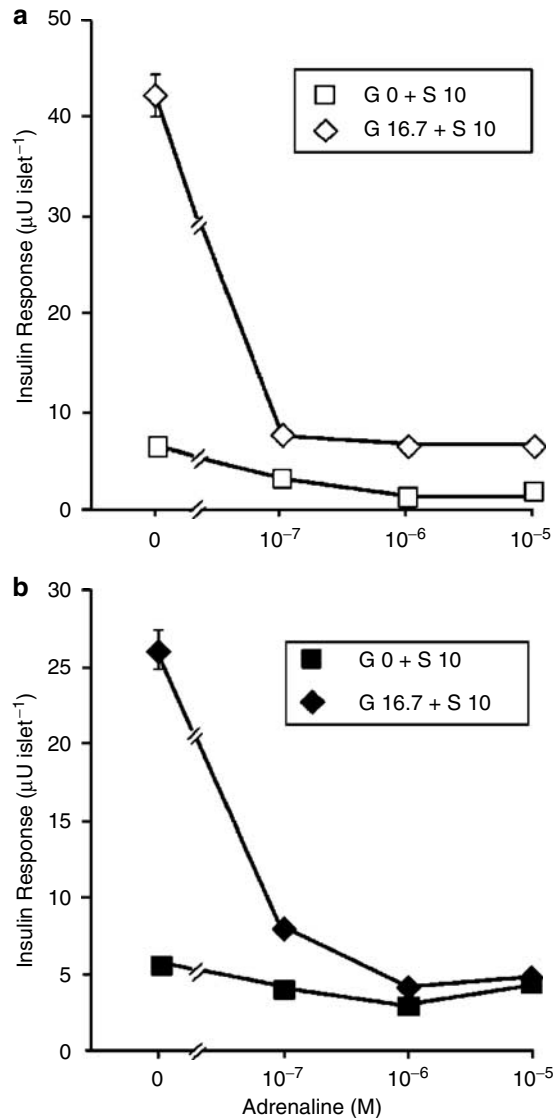 a
50
40
30
20
10
0
Insulin Response (μU islet⁻¹)
G 0 + S 10
G 16.7 + S 10
0 10⁻⁷ 10⁻⁶ 10⁻⁵
b
30
25
20
15
10
5
0
Insulin Response (μU islet⁻¹)
G 0 + S 10
G 16.7 + S 10
0 10⁻⁷ 10⁻⁶ 10⁻⁵
Adrenaline (M)